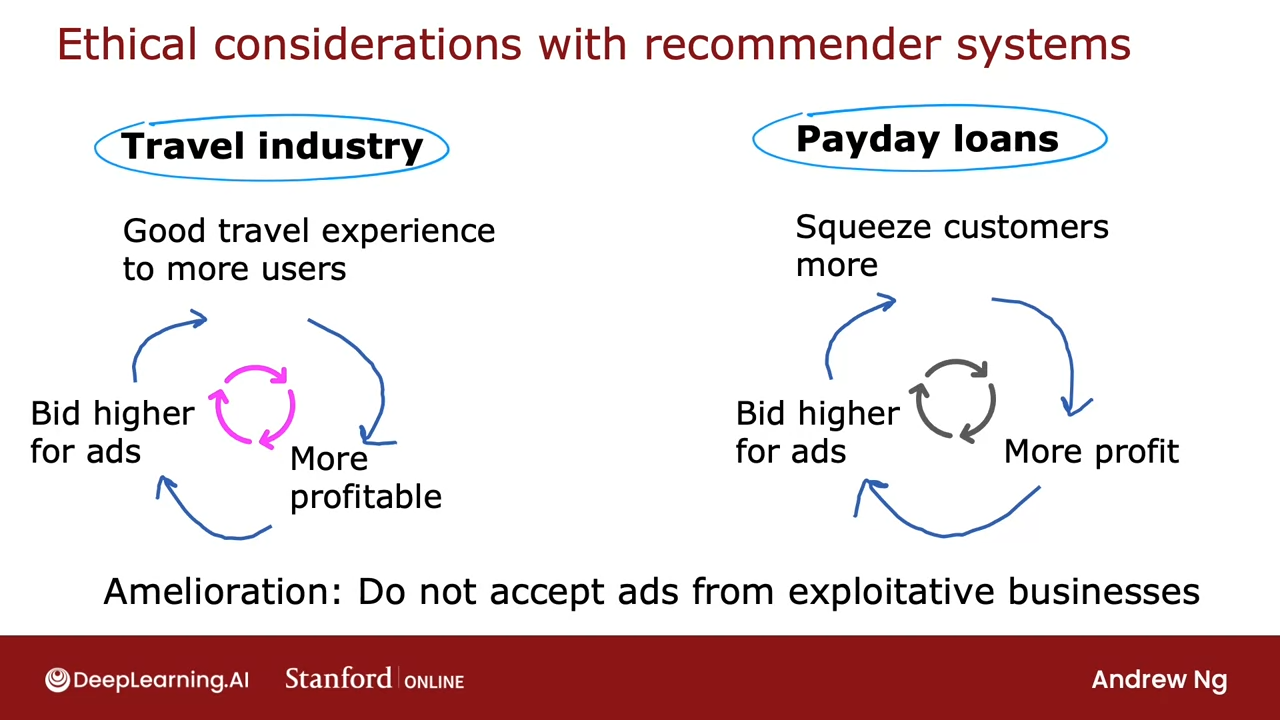 Ethical considerations with recommender systems
Travel industry
Good travel experience
to more users
Bid higher
for ads
More
profitable
Payday loans
Squeeze customers
more
Bid higher
for ads
More profit
Amelioration: Do not accept ads from exploitative businesses
DeepLearning.AI
Stanford ONLINE
Andrew Ng